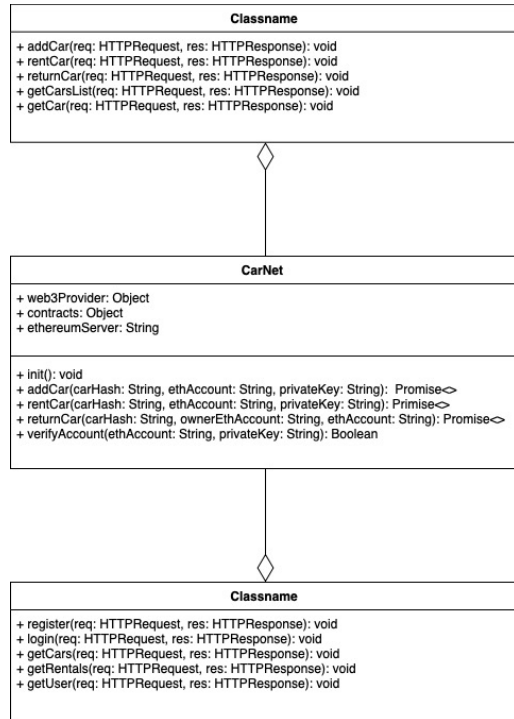 Classname
+ addCar(req: HTTPRequest, res: HTTPResponse): void
+ rentCar(req: HTTPRequest, res: HTTPResponse): void
+ returnCar(req: HTTPRequest, res: HTTPResponse): void
+ getCarsList(req: HTTPRequest, res: HTTPResponse): void
+ getCar(req: HTTPRequest, res: HTTPResponse): void
CarNet
+ web3Provider: Object
+ contracts: Object
+ ethereumServer: String
+ init(): void
+ addCar(carHash: String, ethAccount: String, privateKey: String):  Promise<>
+ rentCar(carHash: String, ethAccount: String, privateKey: String): Primise<>
+ returnCar(carHash: String, ownerEthAccount: String, ethAccount: String): Promise<>
+ verifyAccount(ethAccount: String, privateKey: String): Boolean
Classname
+ register(req: HTTPRequest, res: HTTPResponse): void
+ login(req: HTTPRequest, res: HTTPResponse): void
+ getCars(req: HTTPRequest, res: HTTPResponse): void
+ getRentals(req: HTTPRequest, res: HTTPResponse): void
+ getUser(req: HTTPRequest, res: HTTPResponse): void